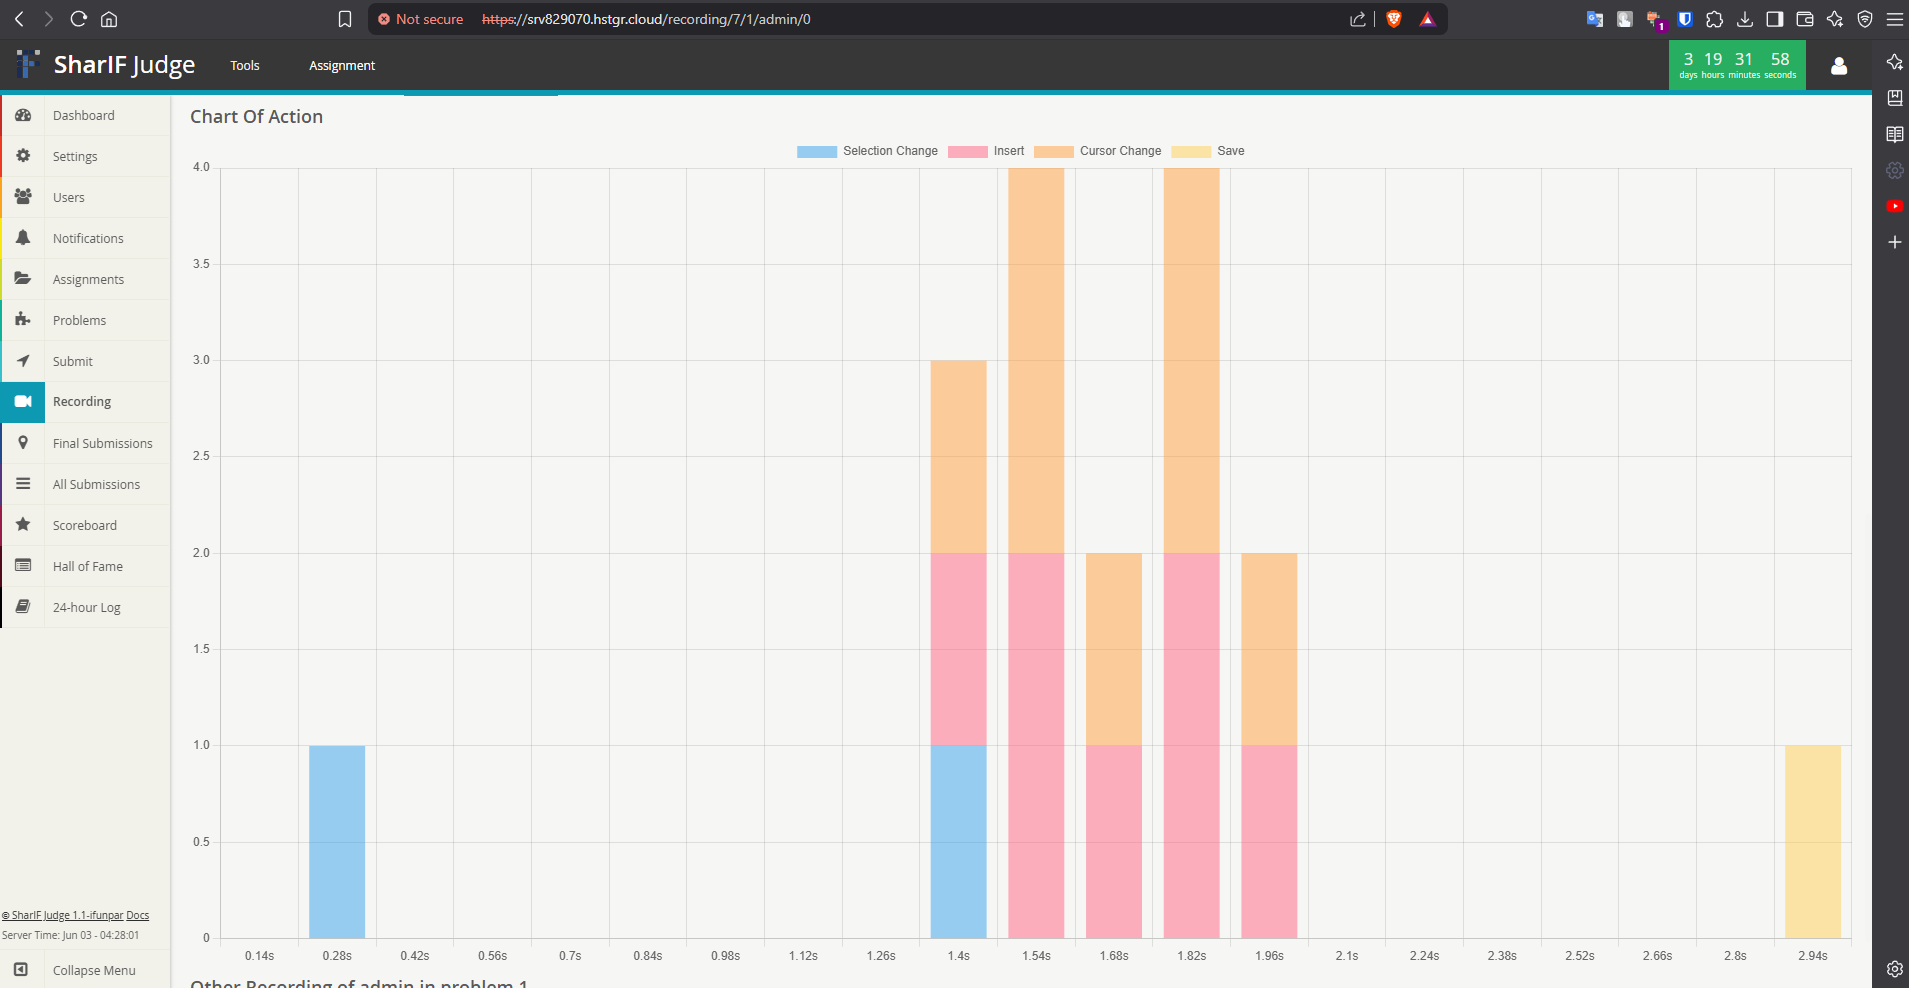 Not secure https://srv829070.hstgr.cloud/recording/7/1/admin/0
1
SharIF Judge Tools Assignment
3 19 31 58
days hours minutes seconds
Dashboard
Settings
Users
Notifications
Assignments
Problems
Submit
Recording
Final Submissions
All Submissions
Scoreboard
Hall of Fame
24-hour Log
© SharIF Judge 1.1-ifunpar Docs
Server Time: Jun 03 - 04:28:01
Collapse Menu
Chart Of Action
Selection Change Insert Cursor Change Save
4.0
3.5
3.0
2.5
2.0
1.5
1.0
0.5
0
0.14s 0.28s 0.42s 0.56s 0.7s 0.84s 0.98s 1.12s 1.26s 1.4s 1.54s 1.68s 1.82s 1.96s 2.1s 2.24s 2.38s 2.52s 2.66s 2.8s 2.94s
Other Recording of admin in problem 1